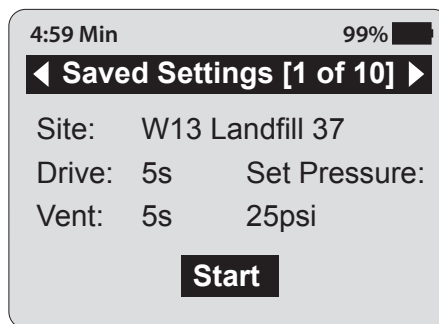 4:59 Min 99%
Saved Settings [1 of 10]
Site: W13 Landfill 37
Drive: 5s Set Pressure:
Vent: 5s 25psi
Start